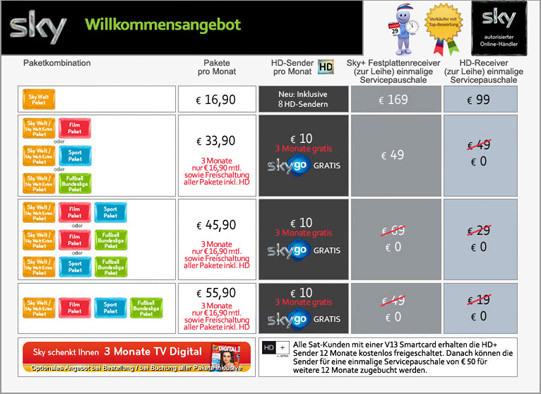 sky Willkommensangebot
29
Verkäufer mit
Top-Bewertung
sky
autorisierter
Online-Händler
Paketkombination
Pakete
pro Monat
HD-Sender
pro Monat HD
Sky+ Festplattenreceiver
(zur Leihe) einmalige
Servicepauschale
HD-Receiver
(zur Leihe) einmalige
Servicepauschale
Sky Welt
Paket
€ 16,90
Neu: Inklusive
8 HD-Sendern
€ 169
€ 99
Sky Welt /
Sky Welt Extra
Paket
Film
Paket
oder
Sky Welt /
Sky Welt Extra
Paket
Sport
Paket
oder
Sky Welt /
Sky Welt Extra
Paket
Fußball
Bundesliga
Paket
€ 33,90
3 Monate
nur € 16,90 mtl.
sowie Freischaltung
aller Pakete inkl. HD
€ 10
3 Monate gratis
sky go GRATIS
€ 49
€ 49
€ 0
Sky Welt /
Sky Welt Extra
Paket
Film
Paket
Sport
Paket
oder
Sky Welt /
Sky Welt Extra
Paket
Film
Paket
Fußball
Bundesliga
Paket
Sky Welt /
Sky Welt Extra
Paket
Sport
Paket
Fußball
Bundesliga
Paket
€ 45,90
3 Monate
nur € 16,90 mtl.
sowie Freischaltung
aller Pakete inkl. HD
€ 10
3 Monate gratis
sky go GRATIS
€ 0
€ 29
€ 0
Sky Welt /
Sky Welt Extra
Paket
Film
Paket
Sport
Paket
Fußball
Bundesliga
Paket
€ 55,90
3 Monate
nur € 16,90 mtl.
sowie Freischaltung
aller Pakete inkl. HD
€ 10
3 Monate gratis
sky go GRATIS
€ 49
€ 0
€ 19
€ 0
Sky schenkt Ihnen 3 Monate TV Digital
Optionales Angebot bei Bestellung / bei Buchung aller Pakete inklusive
HD +
Alle Sat-Kunden mit einer V13 Smartcard erhalten die HD+
Sender 12 Monate kostenlos freigeschaltet. Danach können die
Sender für eine einmalige Servicepauschale von € 50 für
weitere 12 Monate zugebucht werden.